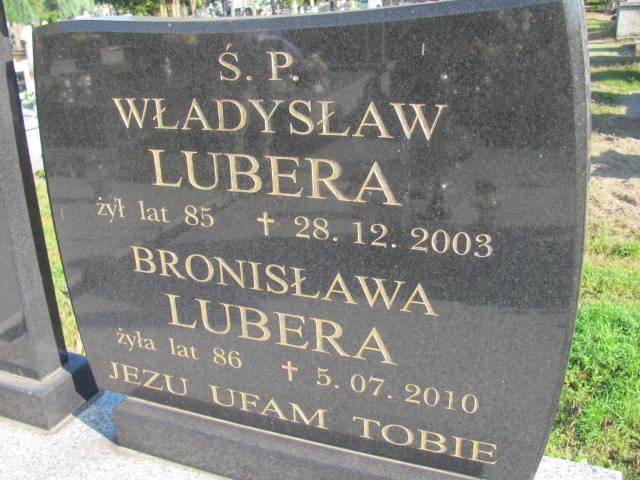 Ś. P.
WŁADYSŁAW
LUBERA
żył lat 85 ✝ 28. 12. 2003
BRONISŁAWA
LUBERA
żyła lat 86 ✝ 5. 07. 2010
JEZU UFAM TOBIE